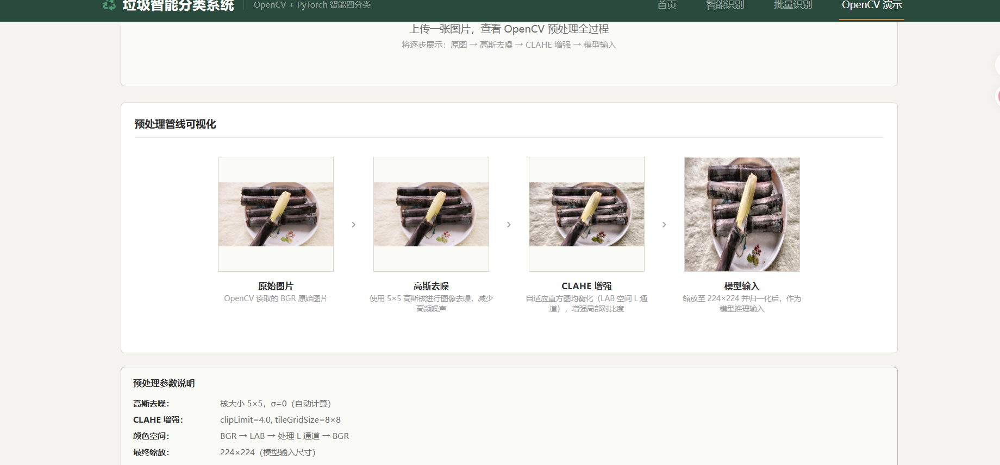 垃圾智能分类系统
OpenCV + PyTorch 智能四分类
首页
智能识别
批量识别
OpenCV 演示
上传一张图片，查看 OpenCV 预处理全过程
将逐步展示：原图 → 高斯去噪 → CLAHE 增强 → 模型输入
预处理管线可视化
原始图片
OpenCV 读取的 BGR 原始图片
高斯去噪
使用 5×5 高斯核进行图像去噪，减少
高频噪声
CLAHE 增强
自适应直方图均衡化（LAB 空间 L 通
道），增强局部对比度
模型输入
缩放至 224×224 并归一化后，作为
模型推理输入
预处理参数说明
高斯去噪： 核大小 5×5，σ=0（自动计算）
CLAHE 增强： clipLimit=4.0, tileGridSize=8×8
颜色空间： BGR → LAB → 处理 L 通道 → BGR
最终缩放： 224×224（模型输入尺寸）